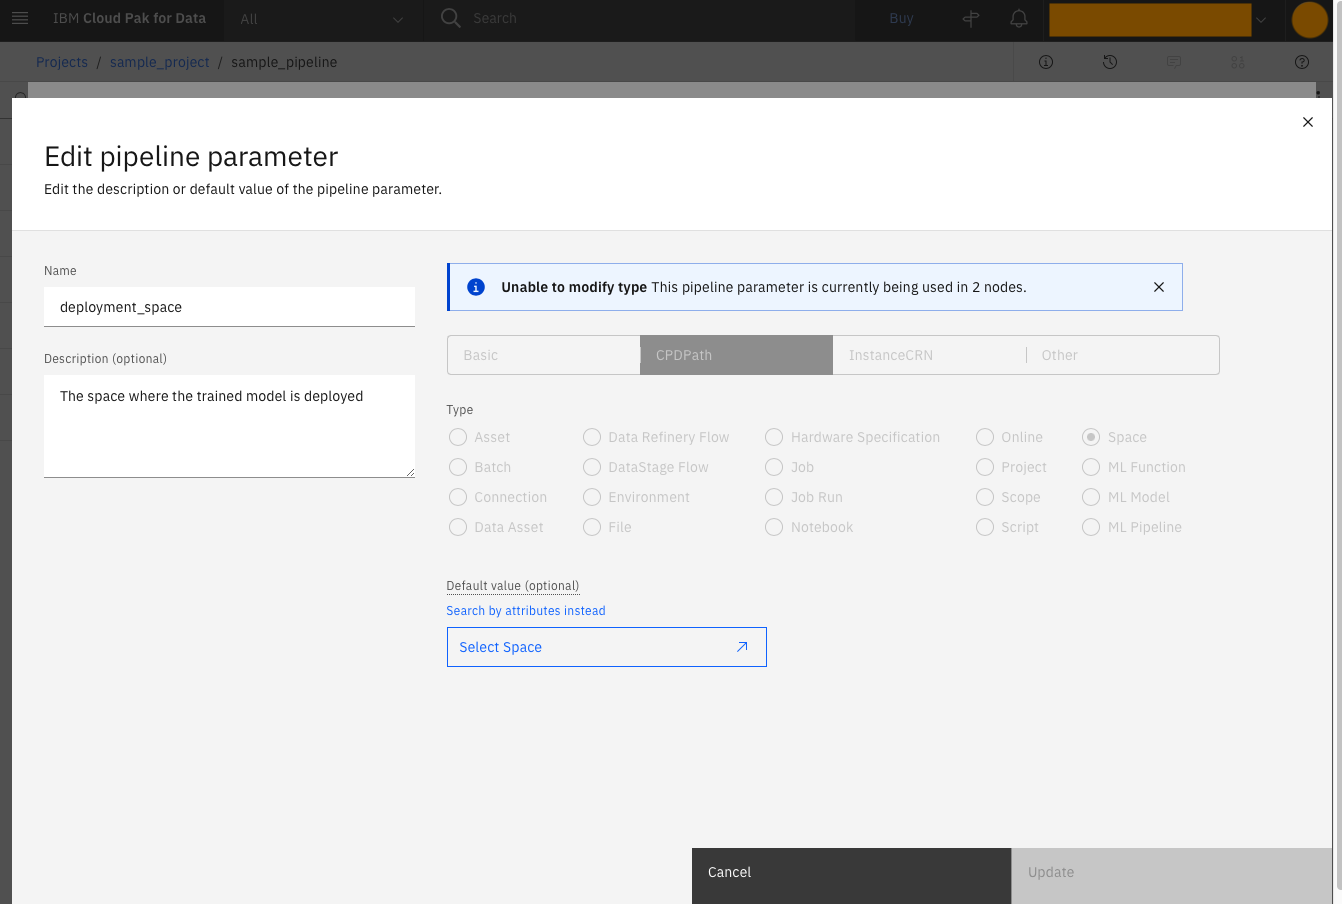 IBM Cloud Pak for Data
All
Search
Buy
Projects / sample_project / sample_pipeline
Edit pipeline parameter
Edit the description or default value of the pipeline parameter.
Name
deployment_space
Description (optional)
The space where the trained model is deployed
Unable to modify type This pipeline parameter is currently being used in 2 nodes.
Basic
CPDPath
InstanceCRN
Other
Type
Asset
Data Refinery Flow
Hardware Specification
Online
Space
Batch
DataStage Flow
Job
Project
ML Function
Connection
Environment
Job Run
Scope
ML Model
Data Asset
File
Notebook
Script
ML Pipeline
Default value (optional)
Search by attributes instead
Select Space
Cancel
Update